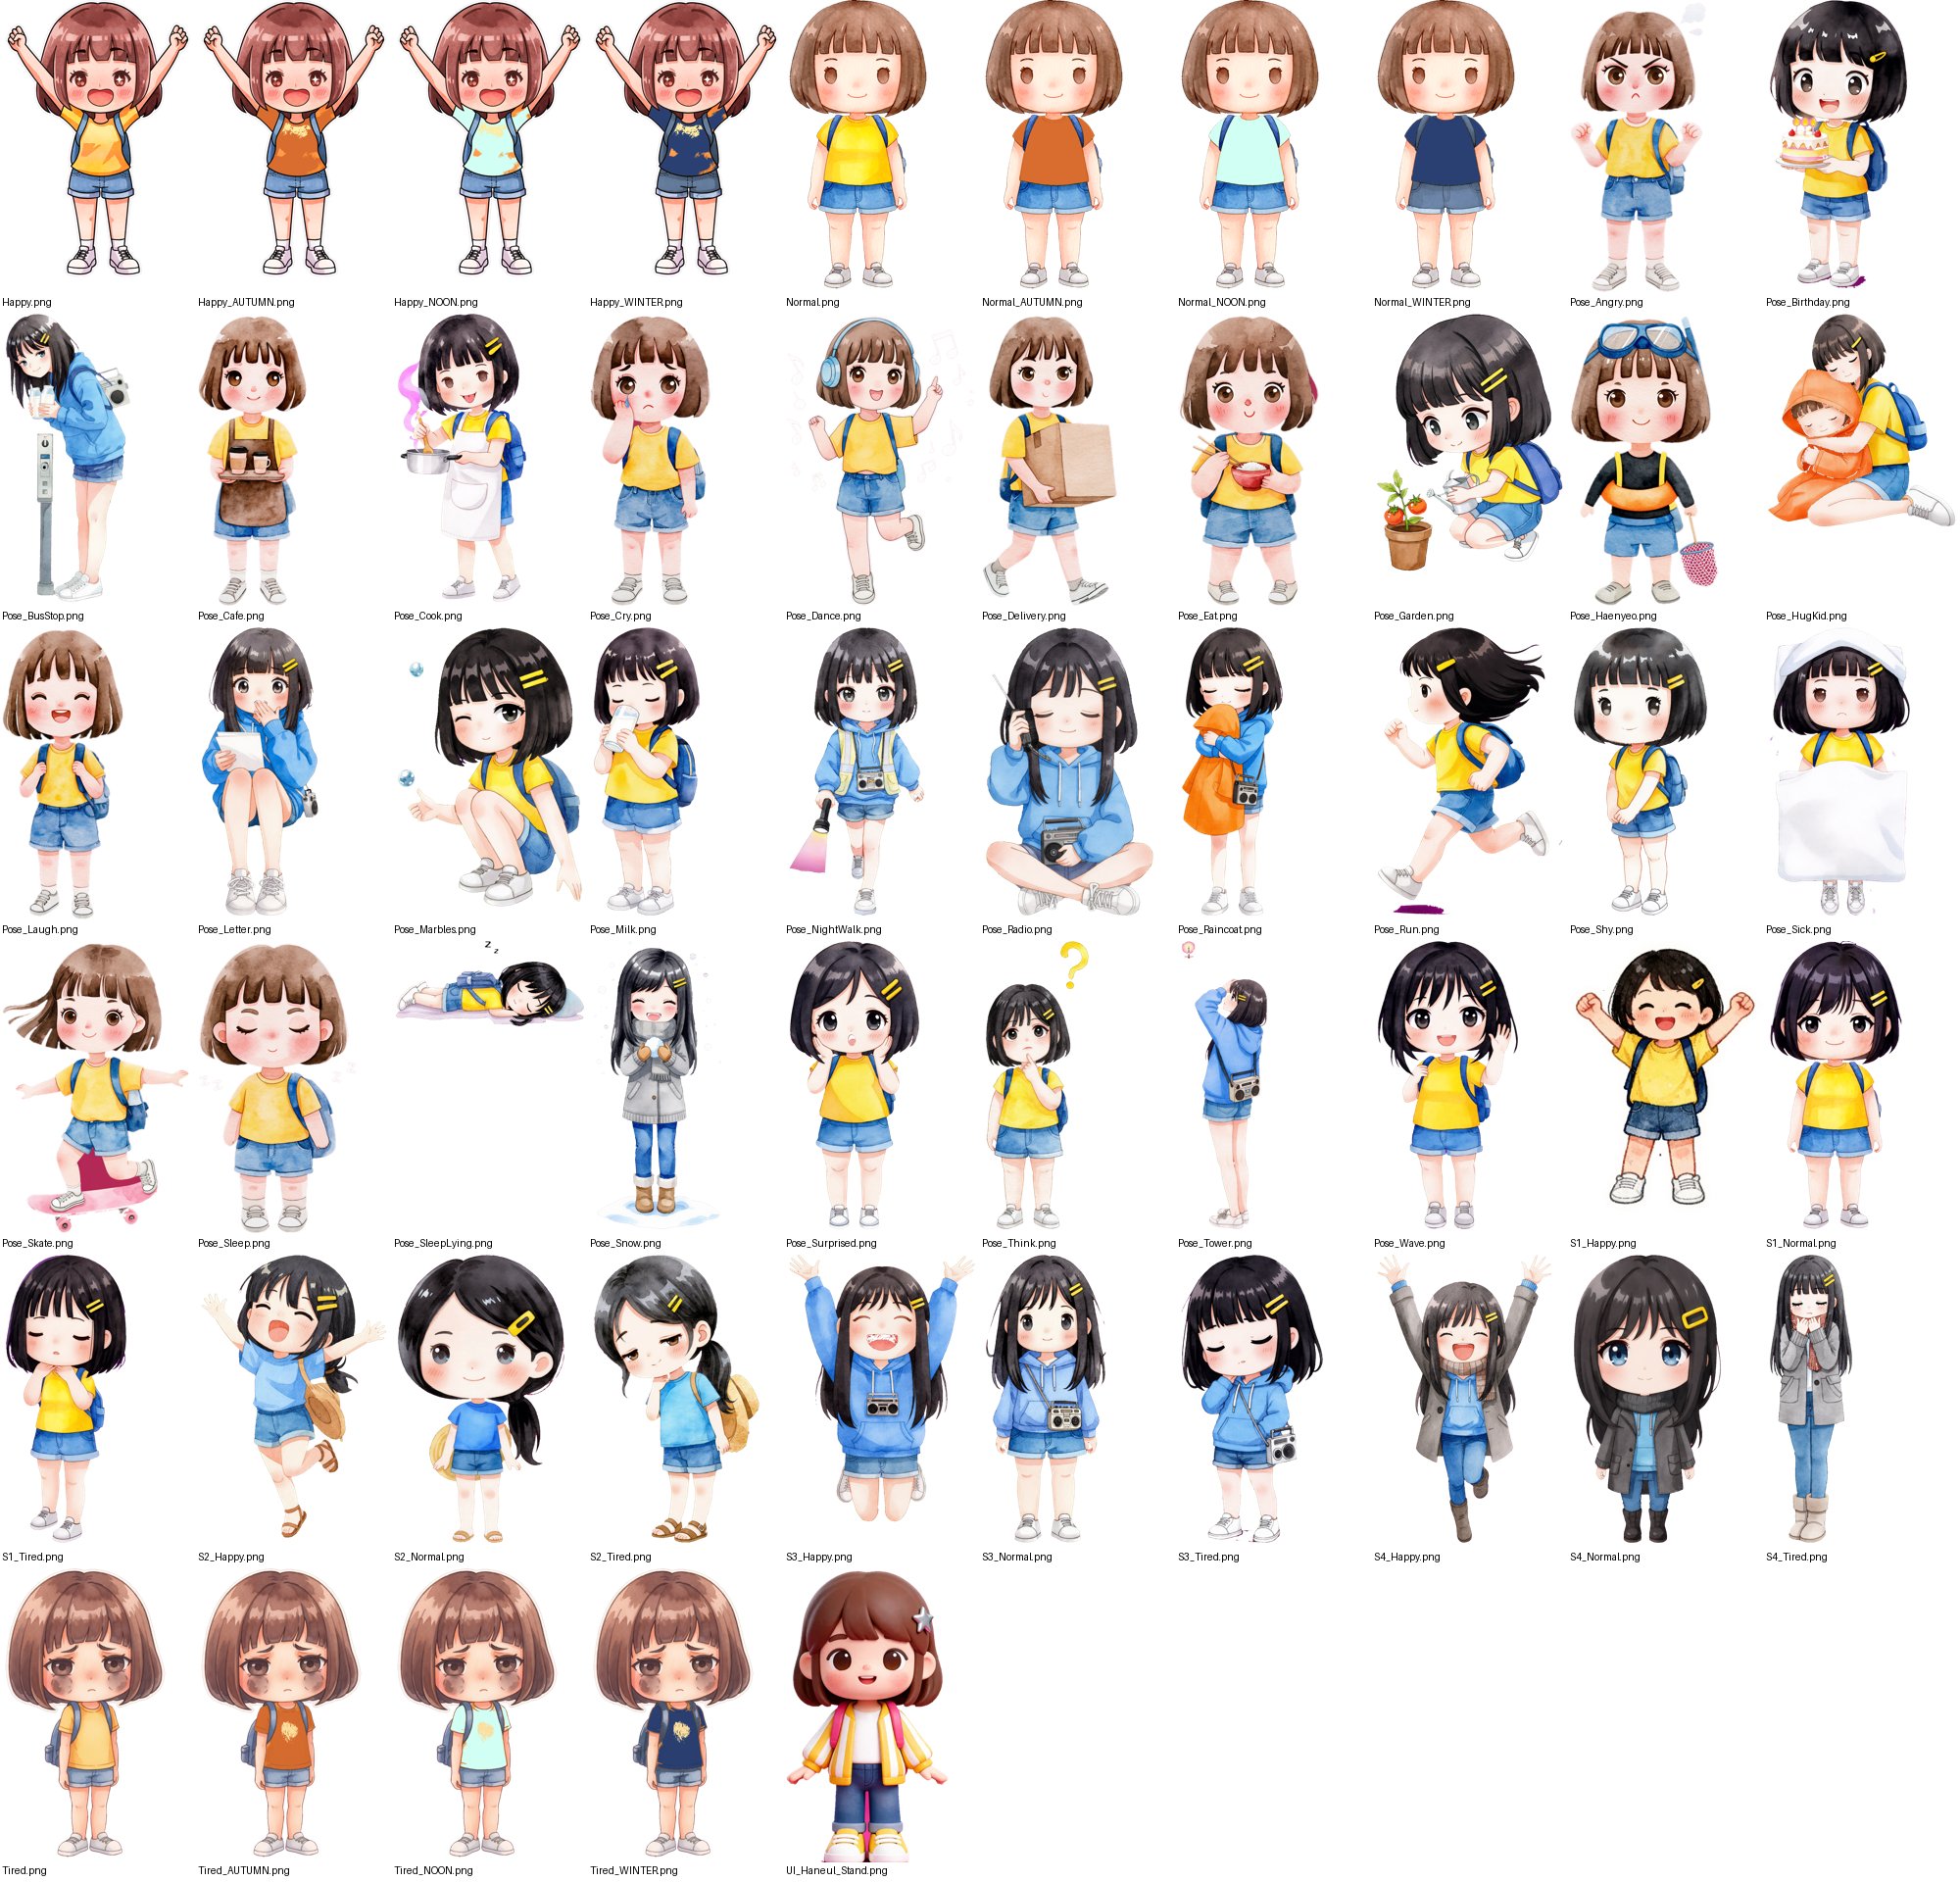 Happy.png
Happy_AUTUMN.png
Happy_NOON.png
Happy_WINTER.png
Normal.png
Normal_AUTUMN.png
Normal_NOON.png
Normal_WINTER.png
Pose_Angry.png
Pose_Birthday.png
Pose_BusStop.png
Pose_Cafe.png
Pose_Cook.png
Pose_Cry.png
Pose_Dance.png
Pose_Delivery.png
Pose_Eat.png
Pose_Garden.png
Pose_Haenyeo.png
Pose_HugKid.png
Pose_Laugh.png
Pose_Letter.png
Pose_Marbles.png
Pose_Milk.png
Pose_NightWalk.png
Pose_Radio.png
Pose_Raincoat.png
Pose_Run.png
Pose_Shy.png
Pose_Sick.png
z z
?
Pose_Skate.png
Pose_Sleep.png
Pose_SleepLying.png
Pose_Snow.png
Pose_Surprised.png
Pose_Think.png
Pose_Tower.png
Pose_Wave.png
S1_Happy.png
S1_Normal.png
S1_Tired.png
S2_Happy.png
S2_Normal.png
S2_Tired.png
S3_Happy.png
S3_Normal.png
S3_Tired.png
S4_Happy.png
S4_Normal.png
S4_Tired.png
Tired.png
Tired_AUTUMN.png
Tired_NOON.png
Tired_WINTER.png
UI_Haneul_Stand.png